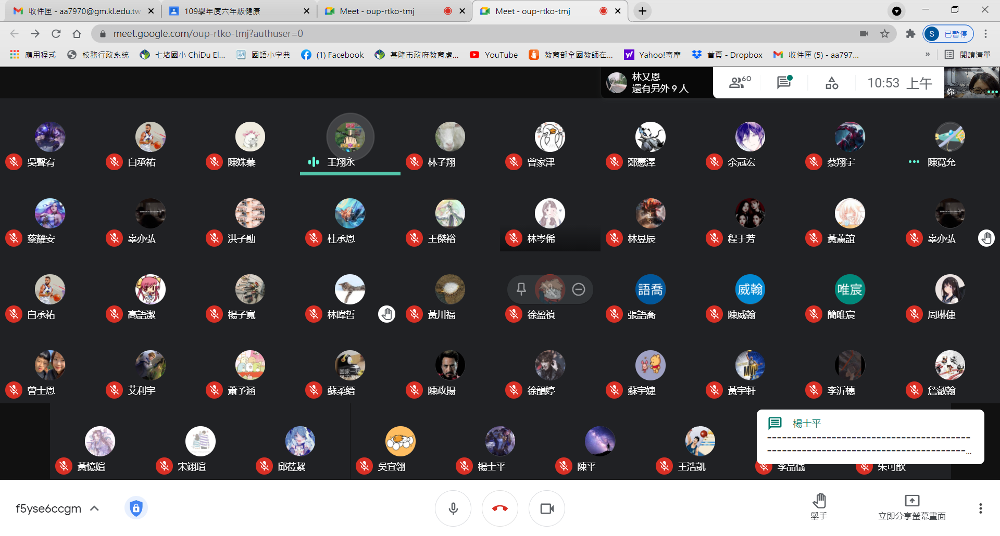 收件匣 - aa7970@gm.kl.edu.tw
109學年度六年級健康
Meet - oup-rtko-tmj
Meet - oup-rtko-tmj
meet.google.com/oup-rtko-tmj?authuser=0
S 已暫停
應用程式
校務行政系統
七堵國小 ChiDu El...
國語小字典
(1) Facebook
基隆市政府教育處...
YouTube
教育部全國教師在...
Yahoo!奇摩
首頁 - Dropbox
收件匣 (5) - aa797...
»
閱讀清單
林又恩
還有另外 9 人
60
10:53 上午
你
吳聲宥
白承祐
陳姝蓁
王翔永
林子翔
曾家津
鄭憲澤
余冠宏
蔡翔宇
陳寬允
蔡耀安
辜亦弘
洪子勛
杜承恩
王傑裕
林岑俙
林昱辰
程于芳
黃薰誼
辜亦弘
語喬
威翰
唯宸
白承祐
高語潔
楊子寬
林暐哲
黃川福
徐盈禎
張語喬
陳威翰
簡唯宸
周琳倢
国家一级
保护废物
MVP
曾士恩
艾利宇
蕭予涵
蘇柔縉
陳政揚
徐韻婷
蘇宇婕
黃宇軒
李沂橞
詹叡翰
楊士平
=========================================
========================================...
黃憶媗
宋翊瑄
邱莅絜
吳宜翎
楊士平
陳平
王浩凱
李品儀
朱可歆
f5yse6ccgm
舉手
立即分享螢幕畫面